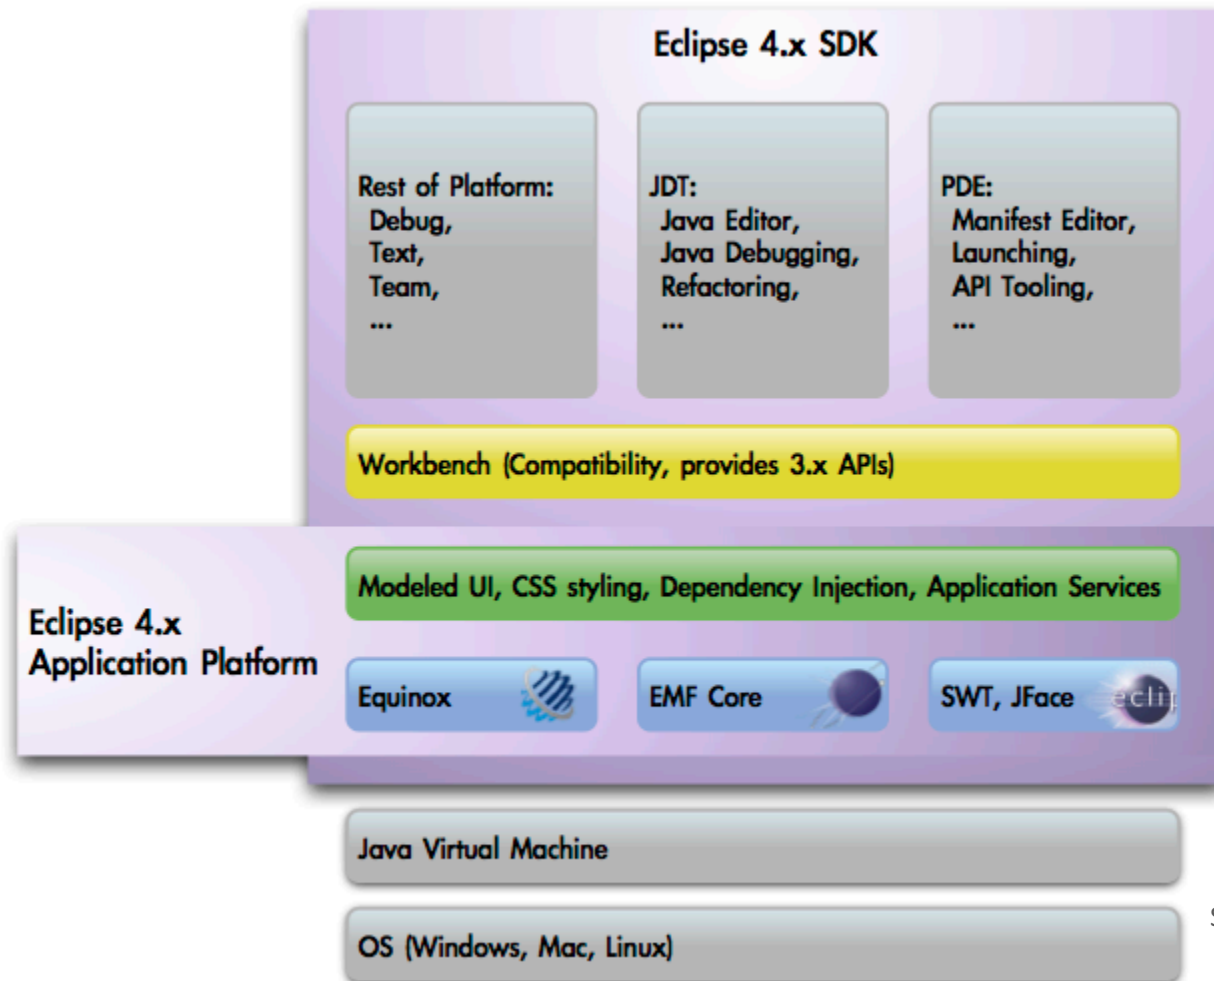 Eclipse 4.x SDK
Rest of Platform:
Debug,
Text,
Team,
...
JDT:
Java Editor,
Java Debugging,
Refactoring,
...
PDE:
Manifest Editor,
Launching,
API Tooling,
...
Workbench (Compatibility, provides 3.x APIs)
Modeled UI, CSS styling, Dependency Injection, Application Services
Eclipse 4.x
Application Platform
Equinox
EMF Core
SWT, JFace
eclip
Java Virtual Machine
OS (Windows, Mac, Linux)
S